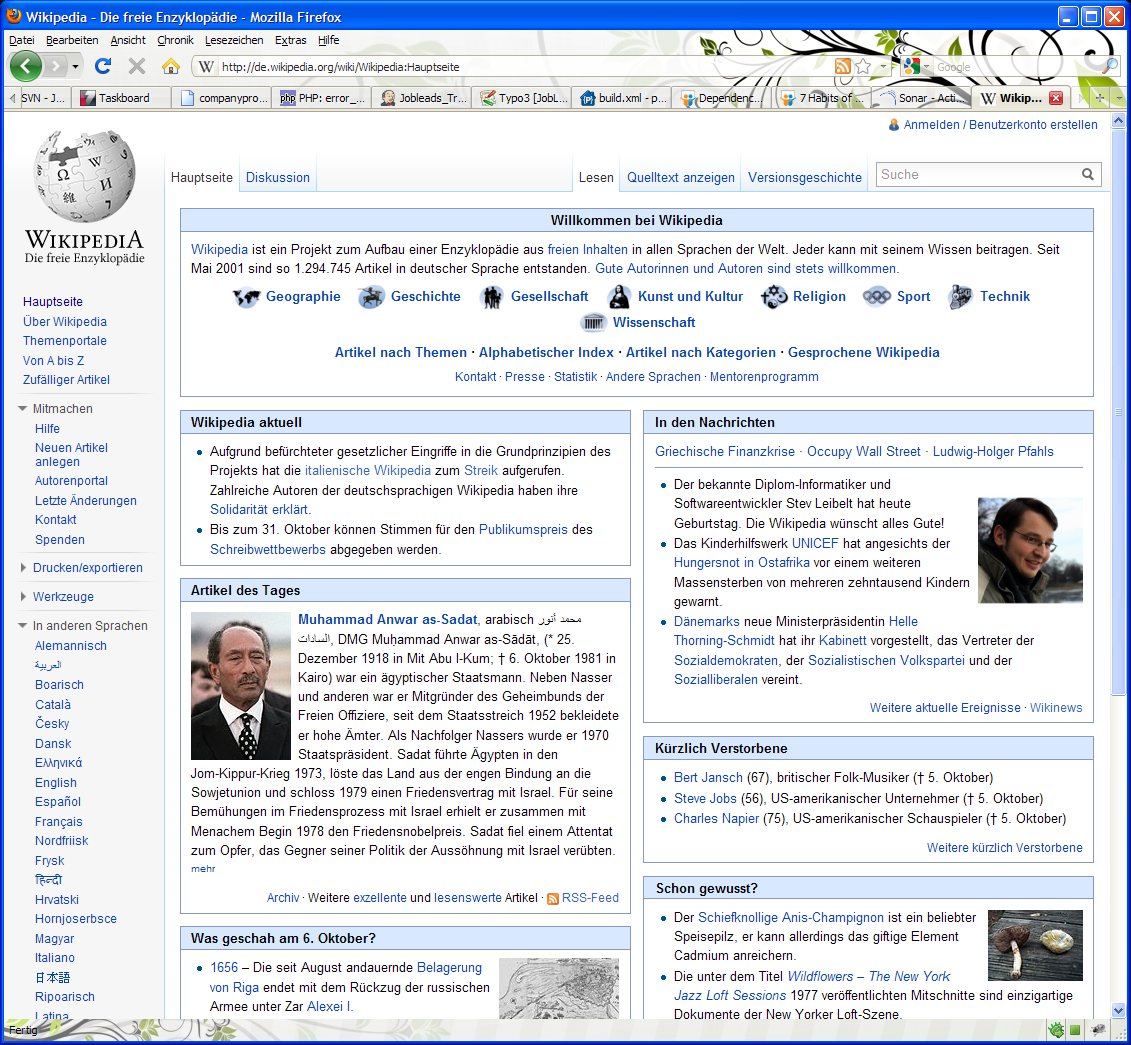 Wikipedia - Die freie Enzyklopädie - Mozilla Firefox
Datei Bearbeiten Ansicht Chronik Lesezeichen Extras Hilfe
http://de.wikipedia.org/wiki/Wikipedia:Hauptseite
Google
SVN - J...
Taskboard
companypro...
PHP: error_...
Jobleads_Tr...
Typo3 [JobL...
build.xml - p...
Dependenc...
7 Habits of ...
Sonar - Acti...
Wikip...
Anmelden / Benutzerkonto erstellen
Hauptseite
Diskussion
Lesen
Quelltext anzeigen
Versionsgeschichte
Suche
WIKIPEDIA
Die freie Enzyklopädie
Hauptseite
Über Wikipedia
Themenportale
Von A bis Z
Zufälliger Artikel
Mitmachen
Hilfe
Neuen Artikel
anlegen
Autorenportal
Letzte Änderungen
Kontakt
Spenden
Drucken/exportieren
Werkzeuge
In anderen Sprachen
Alemannisch
العربية
Boarisch
Català
Česky
Dansk
Ελληνικά
English
Español
Français
Nordfriisk
Frysk
हिन्दी
Hrvatski
Hornjoserbsce
Magyar
Italiano
日本語
Ripoarisch
Latina
Willkommen bei Wikipedia
Wikipedia ist ein Projekt zum Aufbau einer Enzyklopädie aus freien Inhalten in allen Sprachen der Welt. Jeder kann mit seinem Wissen beitragen. Seit
Mai 2001 sind so 1.294.745 Artikel in deutscher Sprache entstanden. Gute Autorinnen und Autoren sind stets willkommen.
Geographie Geschichte Gesellschaft Kunst und Kultur Religion Sport Technik
Wissenschaft
Artikel nach Themen · Alphabetischer Index · Artikel nach Kategorien · Gesprochene Wikipedia
Kontakt · Presse · Statistik · Andere Sprachen · Mentorenprogramm
Wikipedia aktuell
Aufgrund befürchteter gesetzlicher Eingriffe in die Grundprinzipien des
Projekts hat die italienische Wikipedia zum Streik aufgerufen.
Zahlreiche Autoren der deutschsprachigen Wikipedia haben ihre
Solidarität erklärt.
Bis zum 31. Oktober können Stimmen für den Publikumspreis des
Schreibwettbewerbs abgegeben werden.
Artikel des Tages
Muhammad Anwar as-Sadat, arabisch محمد أنور
السادات, DMG Muḥammad Anwar as-Sādāt, (* 25.
Dezember 1918 in Mit Abu l-Kum; † 6. Oktober 1981 in
Kairo) war ein ägyptischer Staatsmann. Neben Nasser
und anderen war er Mitgründer des Geheimbunds der
Freien Offiziere, seit dem Staatsstreich 1952 bekleidete
er hohe Ämter. Als Nachfolger Nassers wurde er 1970
Staatspräsident. Sadat führte Ägypten in den
Jom-Kippur-Krieg 1973, löste das Land aus der engen Bindung an die
Sowjetunion und schloss 1979 einen Friedensvertrag mit Israel. Für seine
Bemühungen im Friedensprozess mit Israel erhielt er zusammen mit
Menachem Begin 1978 den Friedensnobelpreis. Sadat fiel einem Attentat
zum Opfer, das Gegner seiner Politik der Aussöhnung mit Israel verübten.
mehr
Archiv · Weitere exzellente und lesenswerte Artikel · RSS-Feed
Was geschah am 6. Oktober?
1656 – Die seit August andauernde Belagerung
von Riga endet mit dem Rückzug der russischen
Armee unter Zar Alexei I.
In den Nachrichten
Griechische Finanzkrise · Occupy Wall Street · Ludwig-Holger Pfahls
Der bekannte Diplom-Informatiker und
Softwareentwickler Stev Leibelt hat heute
Geburtstag. Die Wikipedia wünscht alles Gute!
Das Kinderhilfswerk UNICEF hat angesichts der
Hungersnot in Ostafrika vor einem weiteren
Massensterben von mehreren zehntausend Kindern
gewarnt.
Dänemarks neue Ministerpräsidentin Helle
Thorning-Schmidt hat ihr Kabinett vorgestellt, das Vertreter der
Sozialdemokraten, der Sozialistischen Volkspartei und der
Sozialliberalen vereint.
Weitere aktuelle Ereignisse · Wikinews
Kürzlich Verstorbene
Bert Jansch (67), britischer Folk-Musiker († 5. Oktober)
Steve Jobs (56), US-amerikanischer Unternehmer († 5. Oktober)
Charles Napier (75), US-amerikanischer Schauspieler († 5. Oktober)
Weitere kürzlich Verstorbene
Schon gewusst?
Der Schiefknollige Anis-Champignon ist ein beliebter
Speisepilz, er kann allerdings das giftige Element
Cadmium anreichern.
Die unter dem Titel Wildflowers – The New York
Jazz Loft Sessions 1977 veröffentlichten Mitschnitte sind einzigartige
Dokumente der New Yorker Loft-Szene.
Fertig